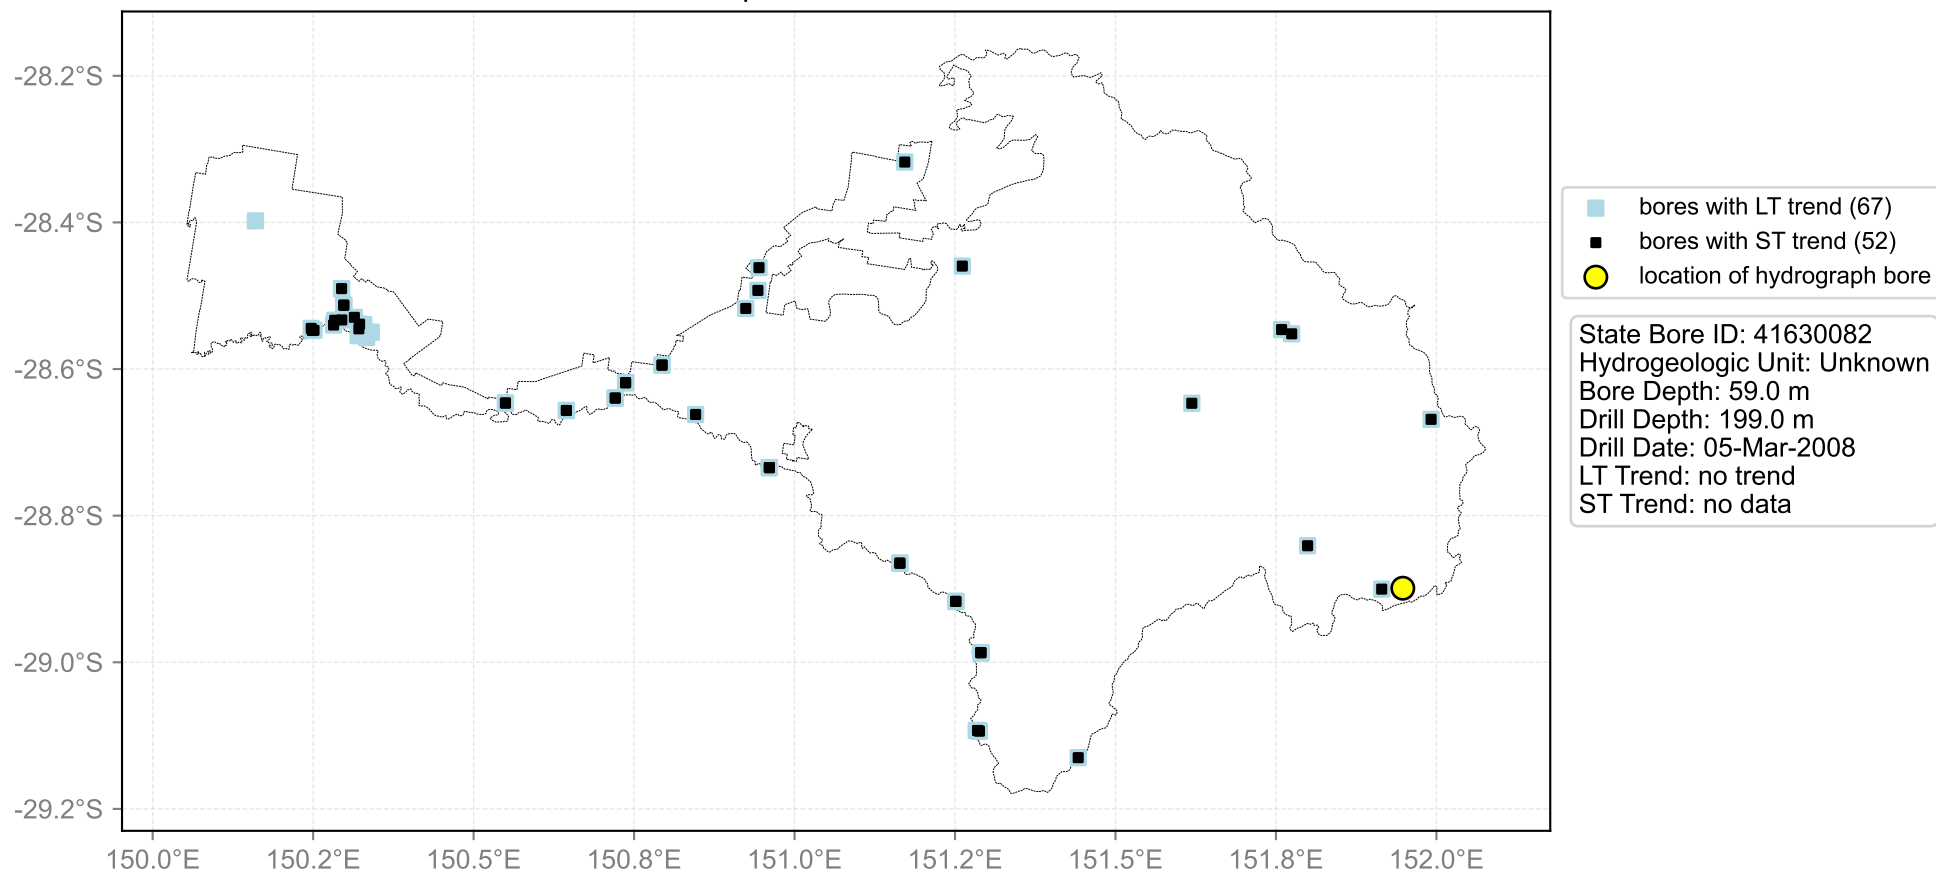 -28.2°S
-28.4°S
-28.6°S
-28.8°S
-29.0°S
-29.2°S
150.0°E
150.2°E
150.5°E
150.8°E
151.0°E
151.2°E
151.5°E
151.8°E
152.0°E
bores with LT trend (67)
bores with ST trend (52)
location of hydrograph bore
State Bore ID: 41630082
Hydrogeologic Unit: Unknown
Bore Depth: 59.0 m
Drill Depth: 199.0 m
Drill Date: 05-Mar-2008
LT Trend: no trend
ST Trend: no data